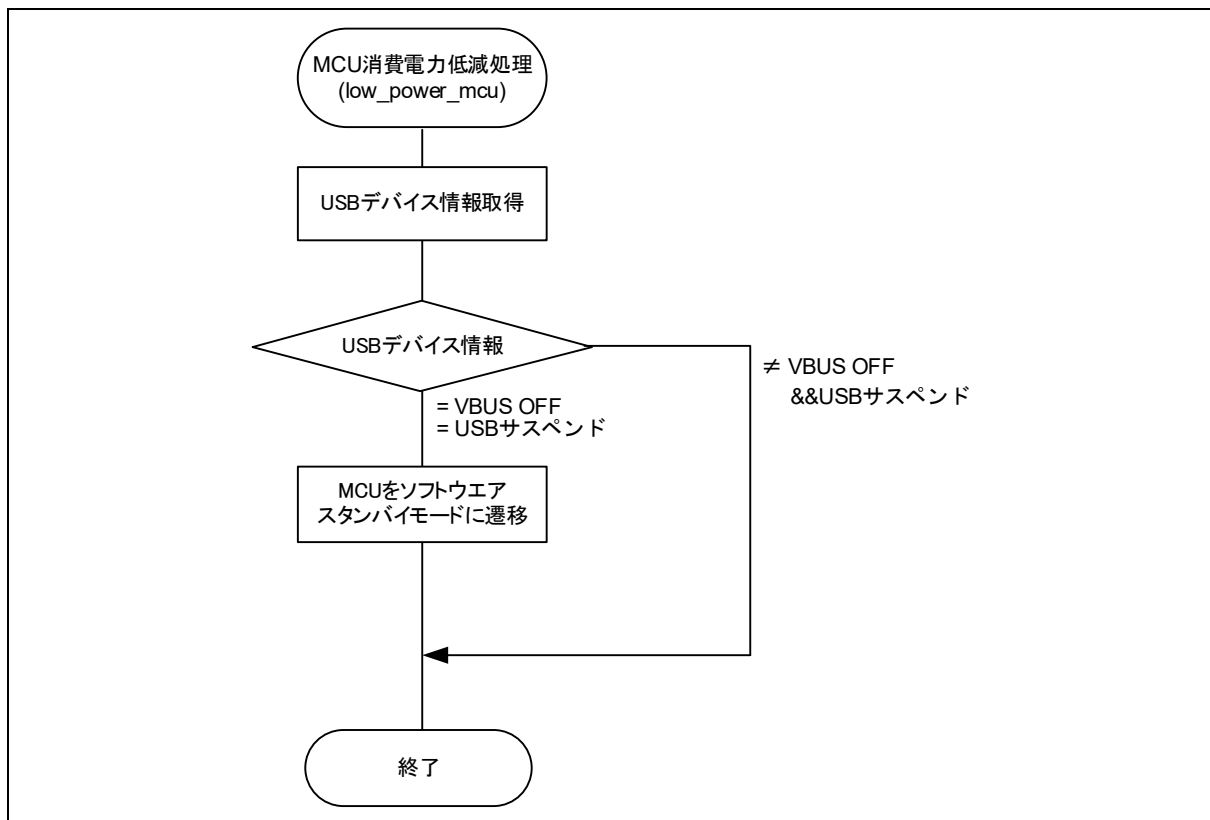 MCU消費電力低減処理
(low_power_mcu)
USBデバイス情報取得
USBデバイス情報
≠ VBUS OFF
&&USBサスペンド
= VBUS OFF
= USBサスペンド
MCUをソフトウエア
スタンバイモードに遷移
終了